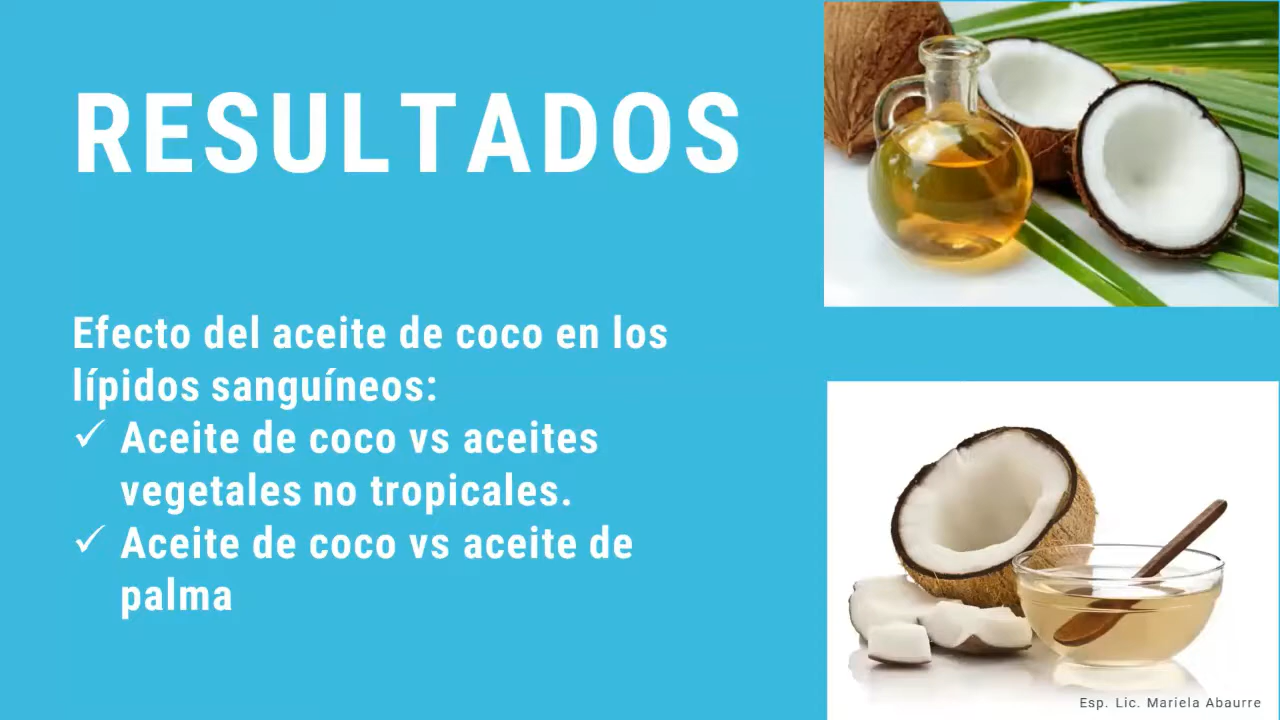 RESULTADOS
Efecto del aceite de coco en los
lípidos sanguíneos:
✓ Aceite de coco vs aceites
vegetales no tropicales.
✓ Aceite de coco vs aceite de
palma
Esp. Lic. Mariela Abaurre